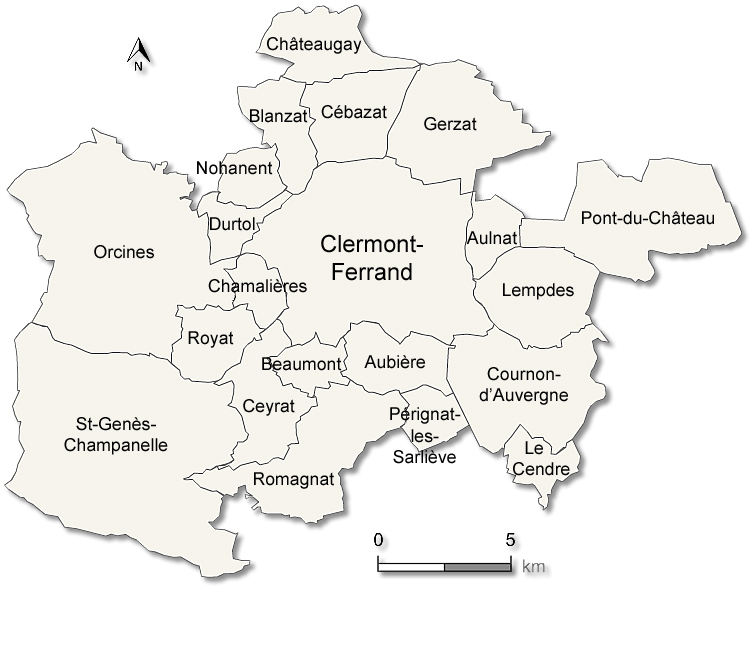 Châteaugay
N
Blanzat
Cébazat
Gerzat
Nohanent
Durtol
Pont-du-Château
Aulnat
Clermont-
Ferrand
Orcines
Chamalières
Lempdes
Royat
Beaumont
Aubière
Cournon-
d'Auvergne
Ceyrat
Pérignat-
les-
Sarliève
St-Genès-
Champanelle
Le
Cendre
Romagnat
0 5
km